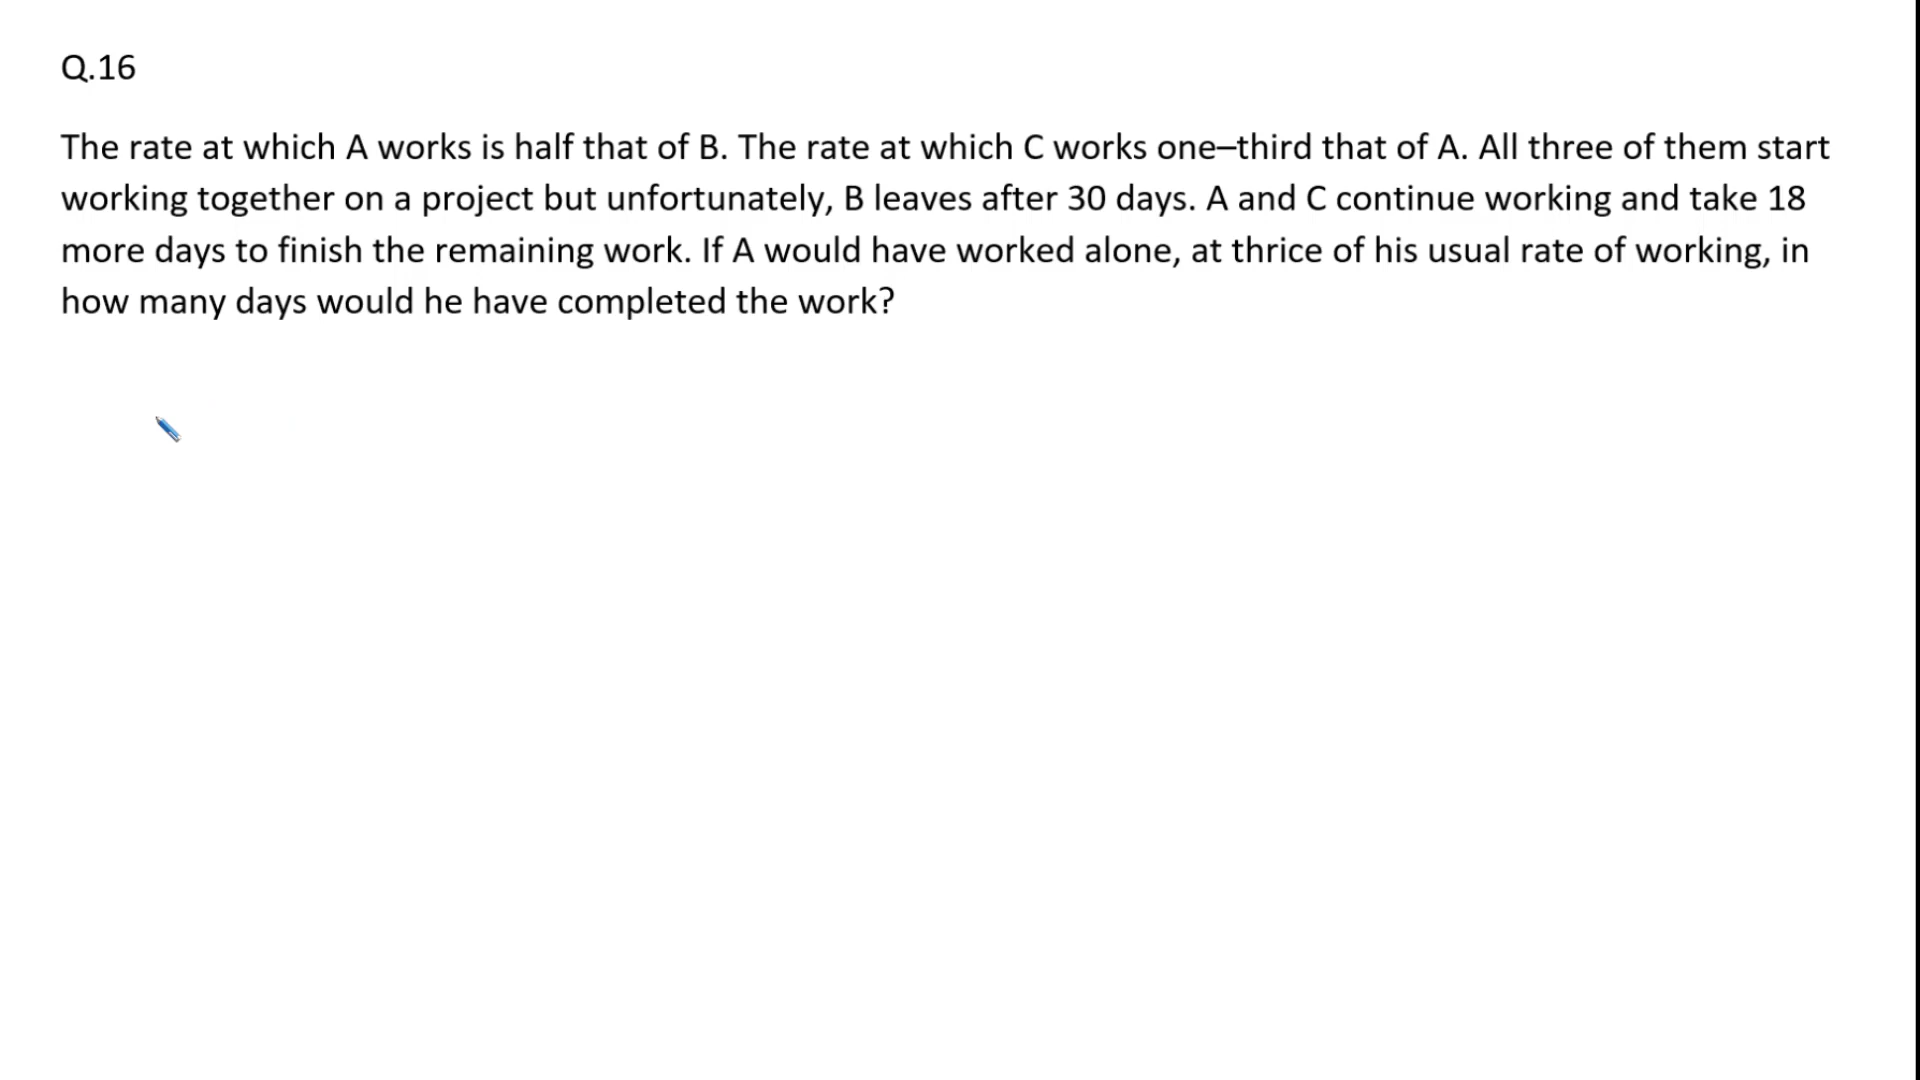 Q.16
The rate at which A works is half that of B. The rate at which C works one–third that of A. All three of them start
working together on a project but unfortunately, B leaves after 30 days. A and C continue working and take 18
more days to finish the remaining work. If A would have worked alone, at thrice of his usual rate of working, in
how many days would he have completed the work?